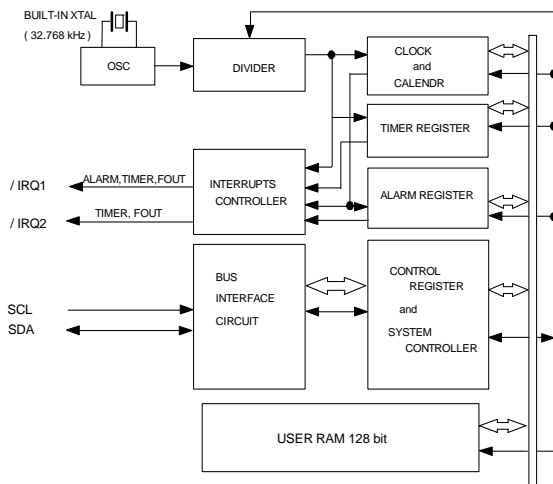 BUILT-IN XTAL
( 32.768 kHz )
OSC
DIVIDER
CLOCK
and
CALENDR
TIMER REGISTER
/ IRQ1
ALARM,TIMER,FOUT
INTERRUPTS
CONTROLLER
ALARM REGISTER
/ IRQ2
TIMER, FOUT
BUS
INTERFACE
CIRCUIT
CONTROL
REGISTER
and
SYSTEM
CONTROLLER
SCL
SDA
USER RAM 128 bit